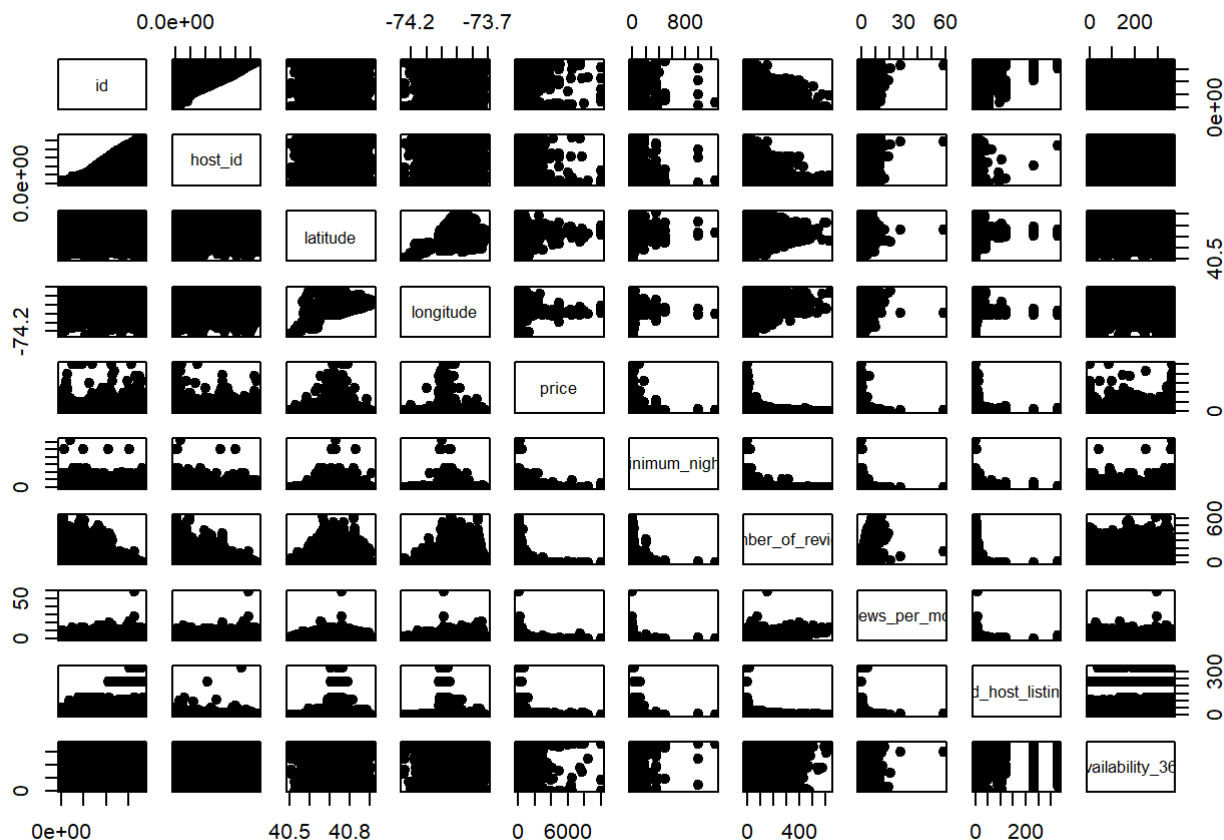 0.0e+00 -74.2 -73.7 0 800 0 30 60 0 200
id 0e+00
0.0e+00 host_id
latitude 40.5
-74.2 longitude
price 0
0 inimum_nigh
nber_of_revie 0 600
0 50 ews_per_mo
d_host_listin 0 300
0 vailability_36
0e+00 40.5 40.8 0 6000 0 400 0 200